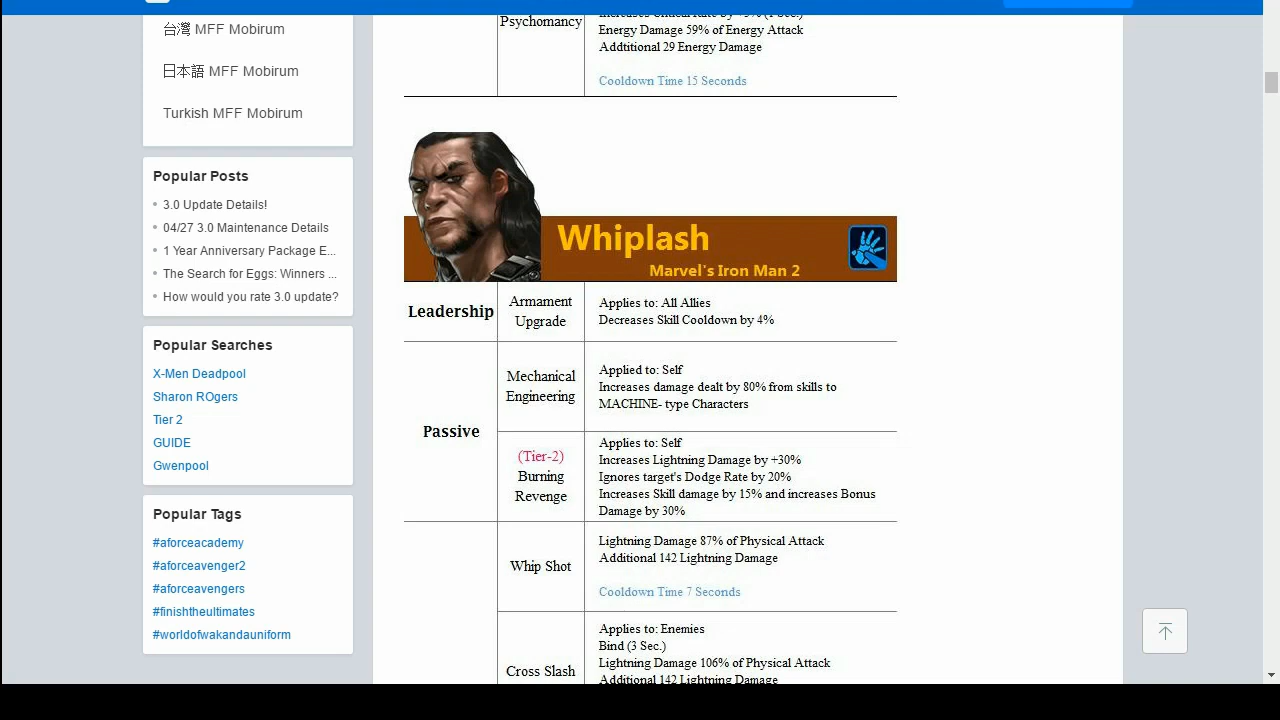 台灣 MFF Mobirum
日本語 MFF Mobirum
Turkish MFF Mobirum
Popular Posts
3.0 Update Details!
04/27 3.0 Maintenance Details
1 Year Anniversary Package E...
The Search for Eggs: Winners ...
How would you rate 3.0 update?
Popular Searches
X-Men Deadpool
Sharon ROgers
Tier 2
GUIDE
Gwenpool
Popular Tags
#aforceacademy
#aforceavenger2
#aforceavengers
#finishtheultimates
#worldofwakandauniform
Psychomancy
Energy Damage 59% of Energy Attack
Addtitional 29 Energy Damage
Cooldown Time 15 Seconds
Whiplash
Marvel's Iron Man 2
Leadership
Armament
Upgrade
Applies to: All Allies
Decreases Skill Cooldown by 4%
Passive
Mechanical
Engineering
Applied to: Self
Increases damage dealt by 80% from skills to
MACHINE- type Characters
(Tier-2)
Burning
Revenge
Applies to: Self
Increases Lightning Damage by +30%
Ignores target's Dodge Rate by 20%
Increases Skill damage by 15% and increases Bonus
Damage by 30%
Whip Shot
Lightning Damage 87% of Physical Attack
Additional 142 Lightning Damage
Cooldown Time 7 Seconds
Cross Slash
Applies to: Enemies
Bind (3 Sec.)
Lightning Damage 106% of Physical Attack
Additional 142 Lightning Damage